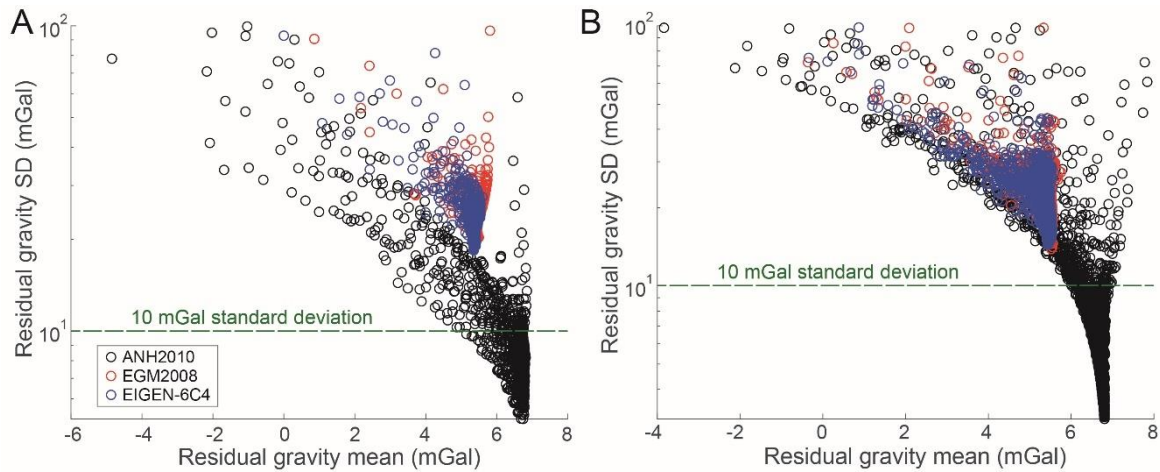 A
Residual gravity SD (mGal)
10²
10¹
10 mGal standard deviation
ANH2010
EGM2008
EIGEN-6C4
-6 -4 -2 0 2 4 6 8
Residual gravity mean (mGal)
B
Residual gravity SD (mGal)
10²
10¹
10 mGal standard deviation
-4 -2 0 2 4 6 8
Residual gravity mean (mGal)